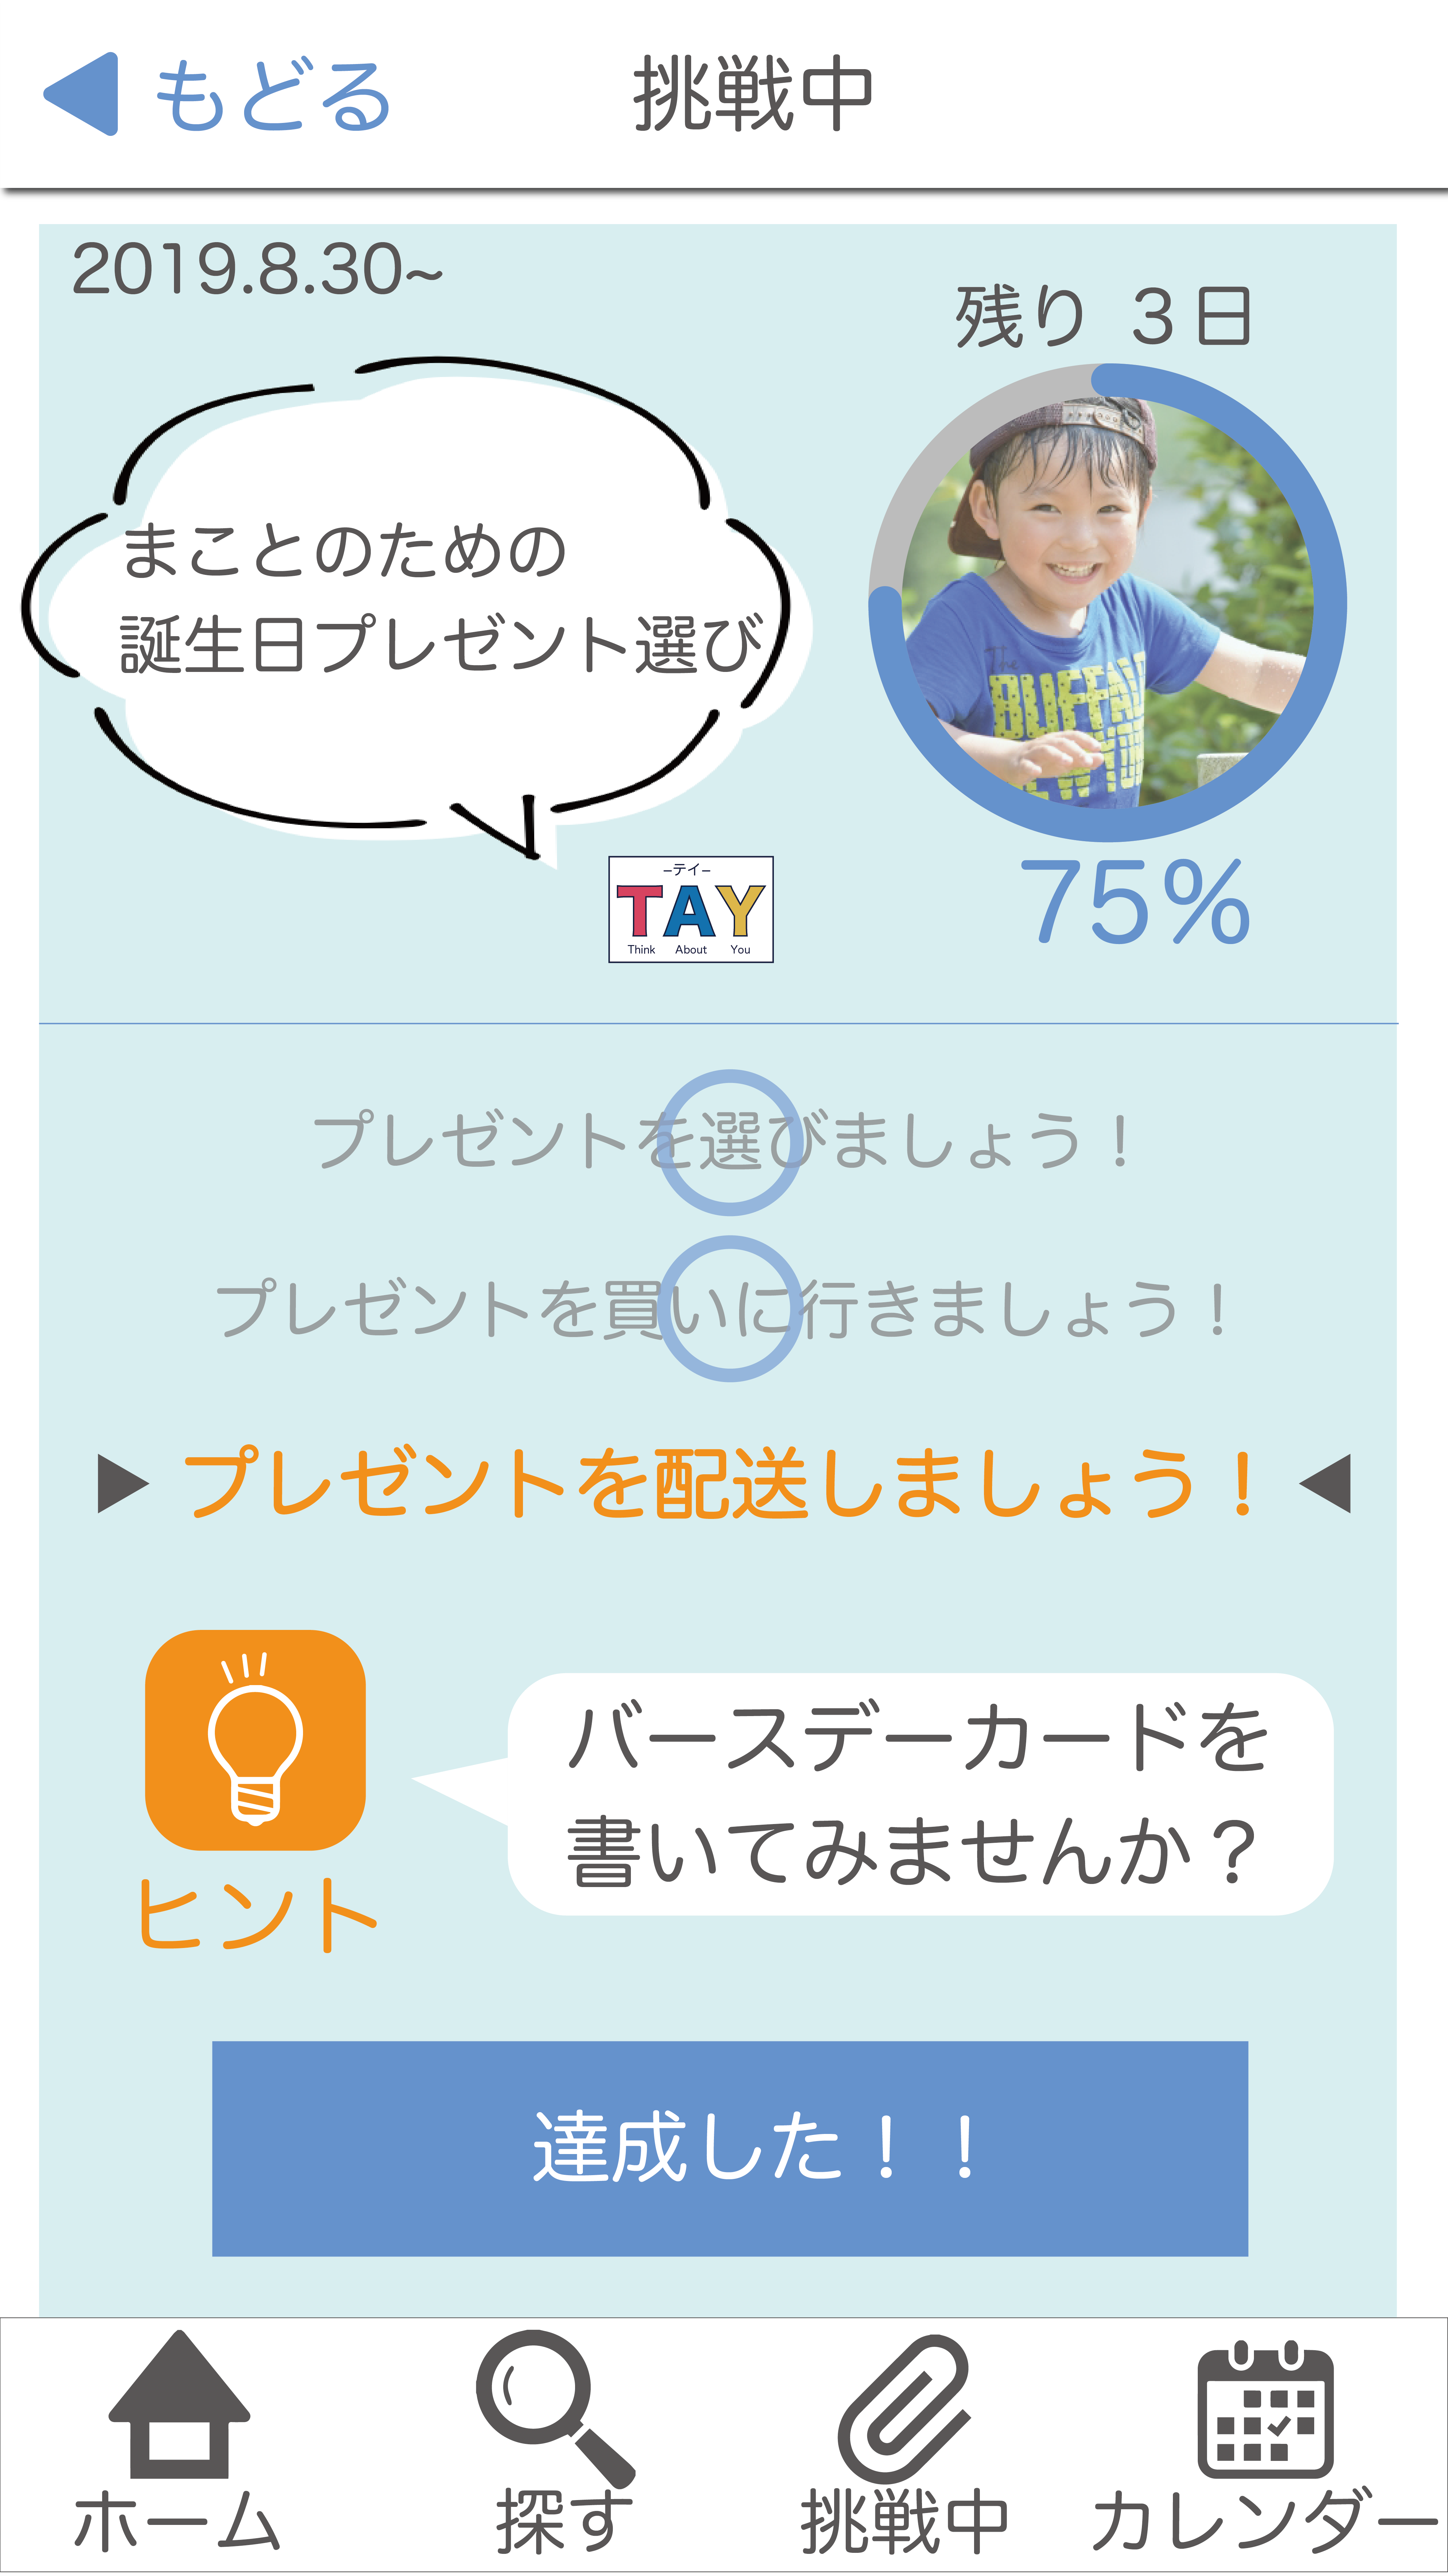 もどる
挑戦中
2019.8.30~
残り 3日
まことのための
誕生日プレゼント選び
75%
–テイ–
TAY
Think About You
プレゼントを選びましょう！
プレゼントを買いに行きましょう！
プレゼントを配送しましょう！
バースデーカードを
書いてみませんか？
ヒント
達成した！！
ホーム
探す
挑戦中
カレンダー